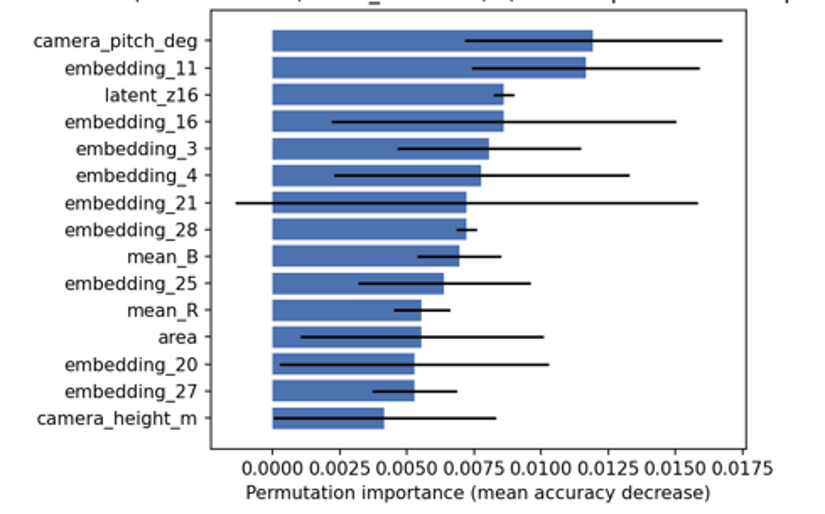 camera_pitch_deg
embedding_11
latent_z16
embedding_16
embedding_3
embedding_4
embedding_21
embedding_28
mean_B
embedding_25
mean_R
area
embedding_20
embedding_27
camera_height_m
0.0000 0.0025 0.0050 0.0075 0.0100 0.0125 0.0150 0.0175
Permutation importance (mean accuracy decrease)